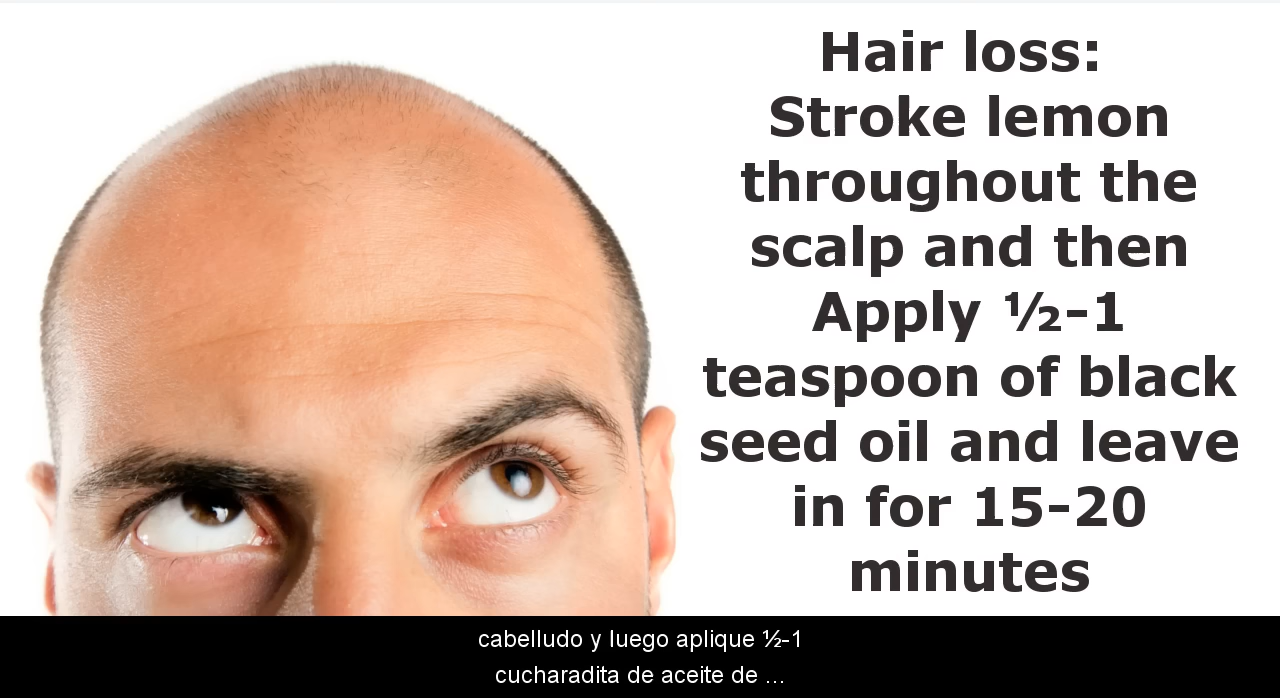 Hair loss:
Stroke lemon
throughout the
scalp and then
Apply ½-1
teaspoon of black
seed oil and leave
in for 15-20
minutes
cabelludo y luego aplique ½-1
cucharadita de aceite de ...